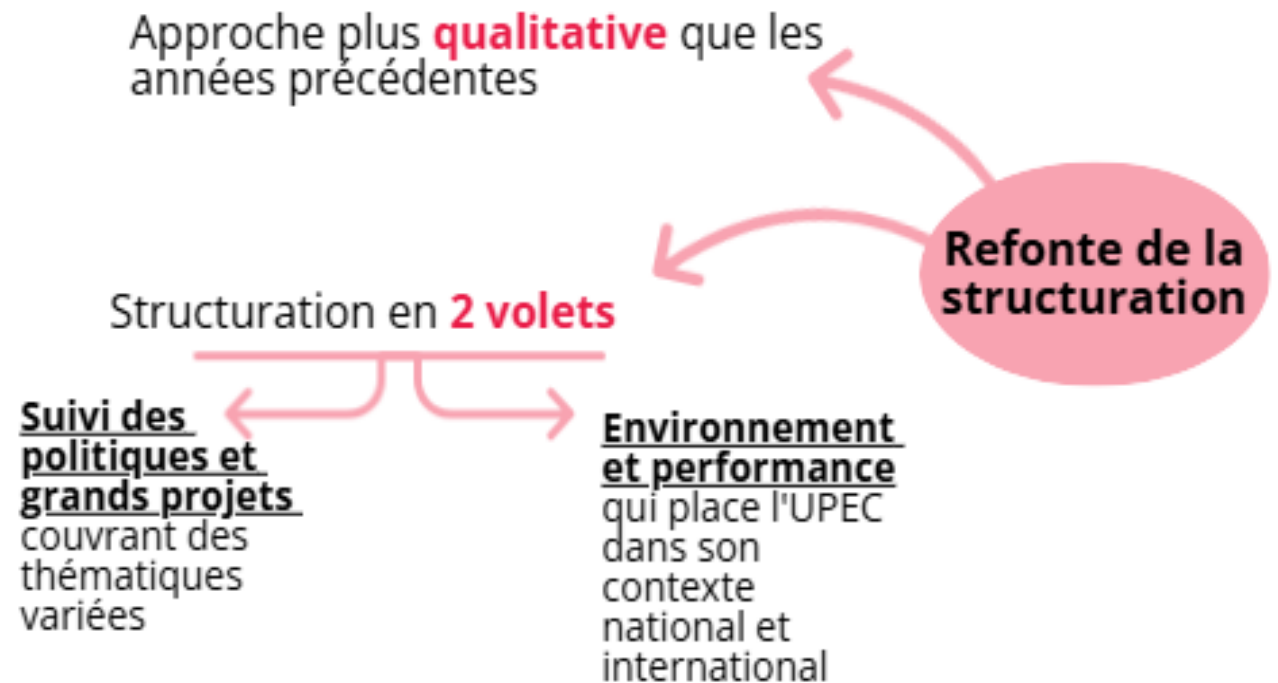 Approche plus qualitative que les
années précédentes
Refonte de la
structuration
Structuration en 2 volets
Suivi des
politiques et
grands projets
couvrant des
thématiques
variées
Environnement
et performance
qui place l'UPEC
dans son
contexte
national et
international